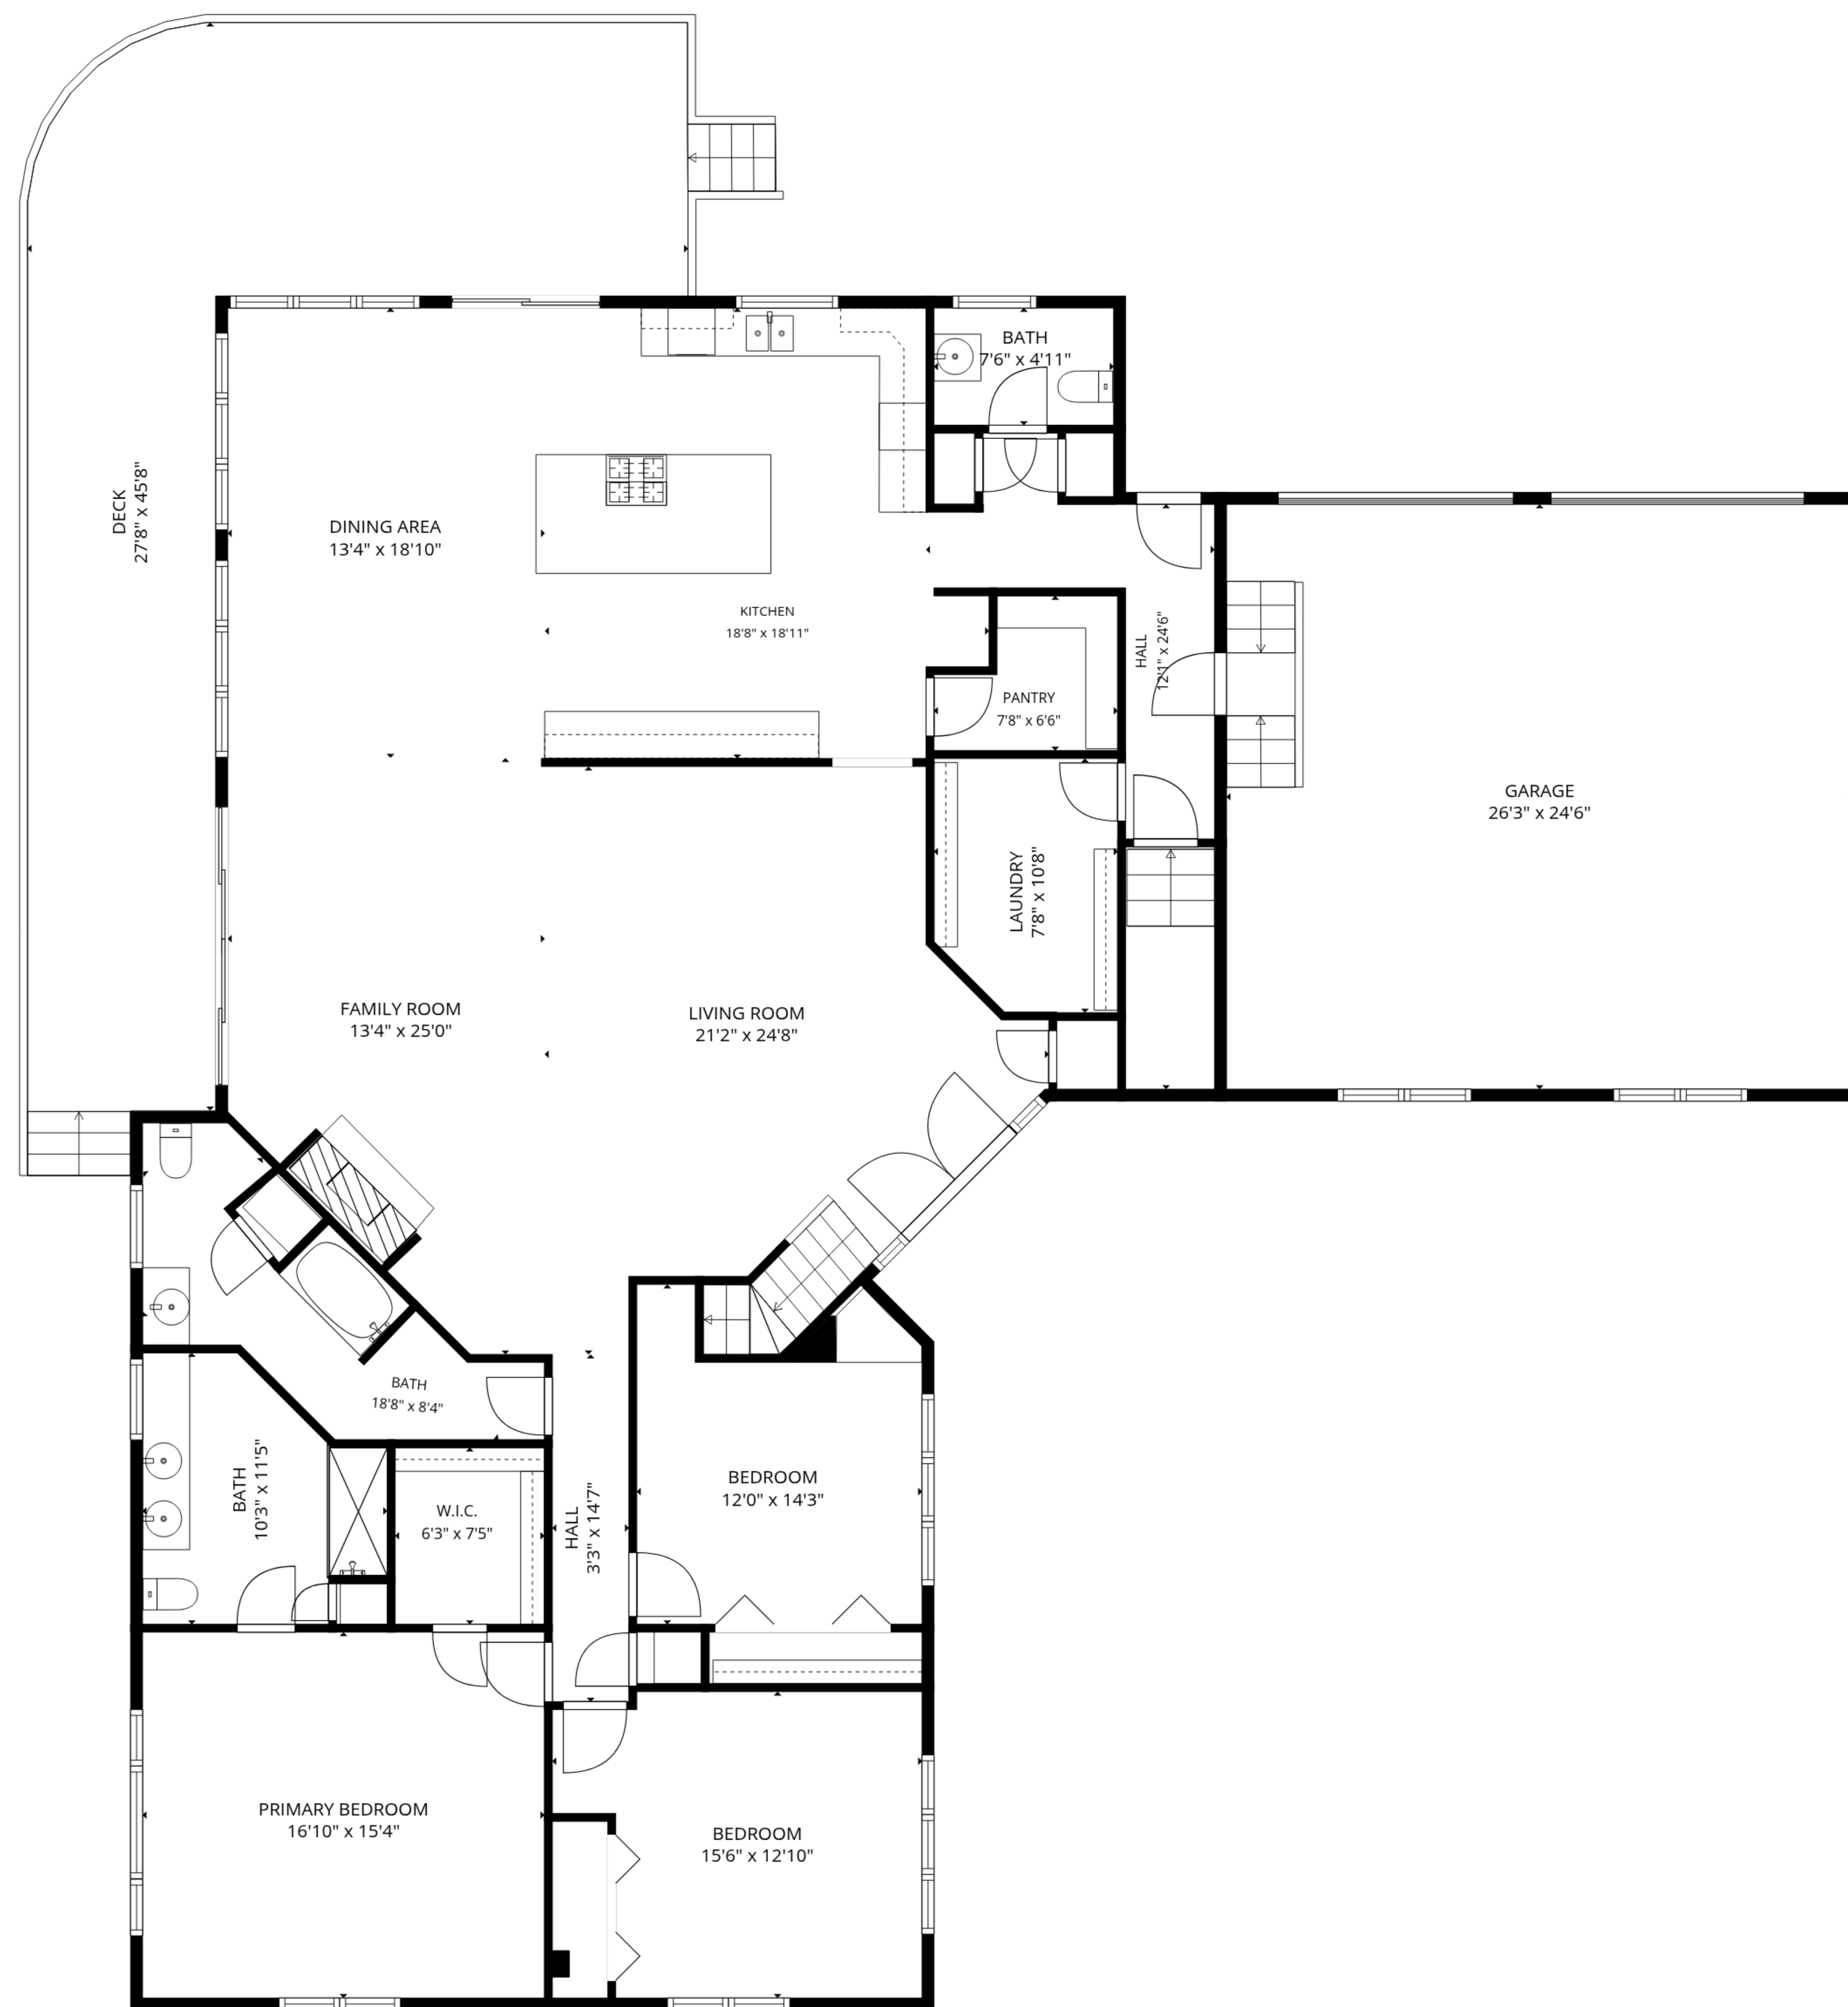 BATH
7'6" x 4'11"
DECK
27'8" x 45'8"
DINING AREA
13'4" x 18'10"
KITCHEN
18'8" x 18'11"
HALL
12'1" x 24'6"
PANTRY
7'8" x 6'6"
GARAGE
26'3" x 24'6"
LAUNDRY
7'8" x 10'8"
FAMILY ROOM
13'4" x 25'0"
LIVING ROOM
21'2" x 24'8"
BATH
18'8" x 8'4"
BATH
10'3" x 11'5"
W.I.C.
6'3" x 7'5"
HALL
3'3" x 14'7"
BEDROOM
12'0" x 14'3"
PRIMARY BEDROOM
16'10" x 15'4"
BEDROOM
15'6" x 12'10"